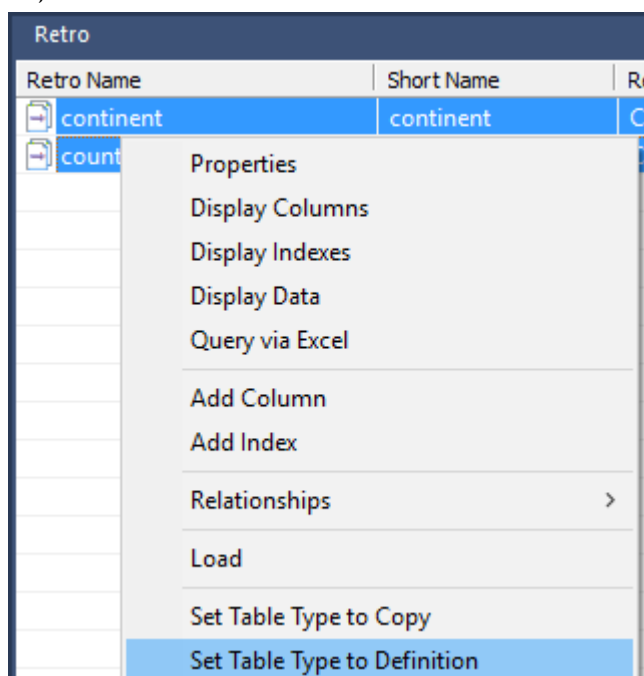 Retro
Retro Name Short Name
continent continent C
count
Properties
Display Columns
Display Indexes
Display Data
Query via Excel
Add Column
Add Index
Relationships
Load
Set Table Type to Copy
Set Table Type to Definition